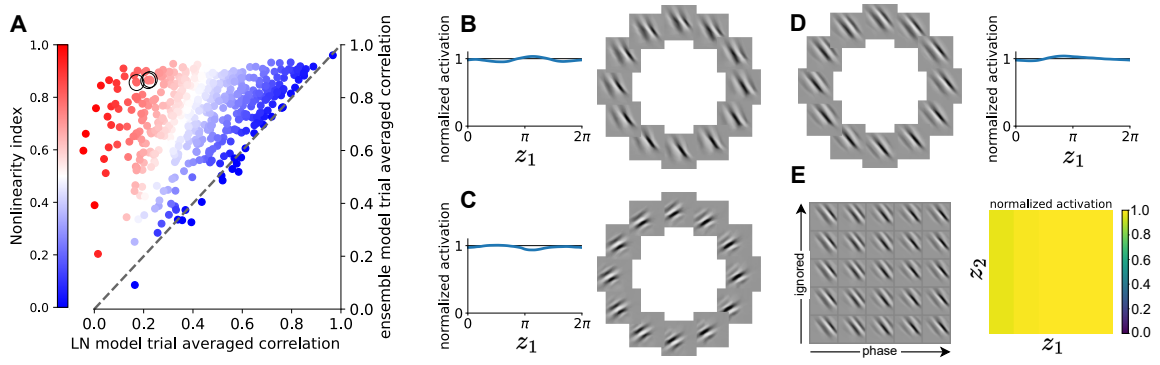 A
Nonlinearity index
1.0
0.8
0.6
0.4
0.2
0.0
1.0
0.8
0.6
0.4
0.2
0.0
ensemble model trial averaged correlation
0.0 0.2 0.4 0.6 0.8 1.0
LN model trial averaged correlation
B
normalized activation
1
0
0 π 2π
z₁
C
normalized activation
1
0
0 π 2π
z₁
D
normalized activation
1
0
0 π 2π
z₁
E
ignored
phase
normalized activation
z₂
z₁
1.0
0.8
0.6
0.4
0.2
0.0